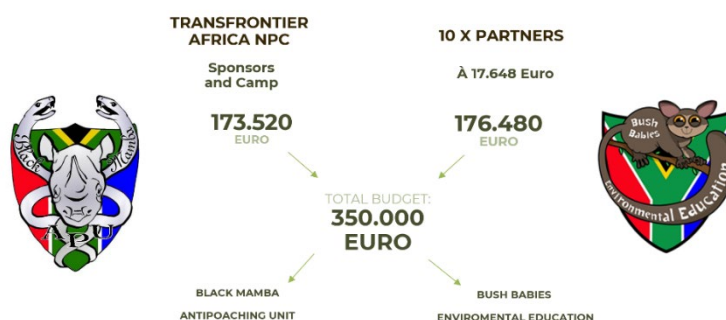 TRANSFRONTIER
AFRICA NPC
Sponsors
and Camp
173.520
EURO
10 X PARTNERS
À 17.648 Euro
176.480
EURO
Black Mamba
APU
Bush
Babies
Environmental Education
TOTAL BUDGET:
350.000
EURO
BLACK MAMBA
ANTIPOACHING UNIT
BUSH BABIES
ENVIROMENTAL EDUCATION